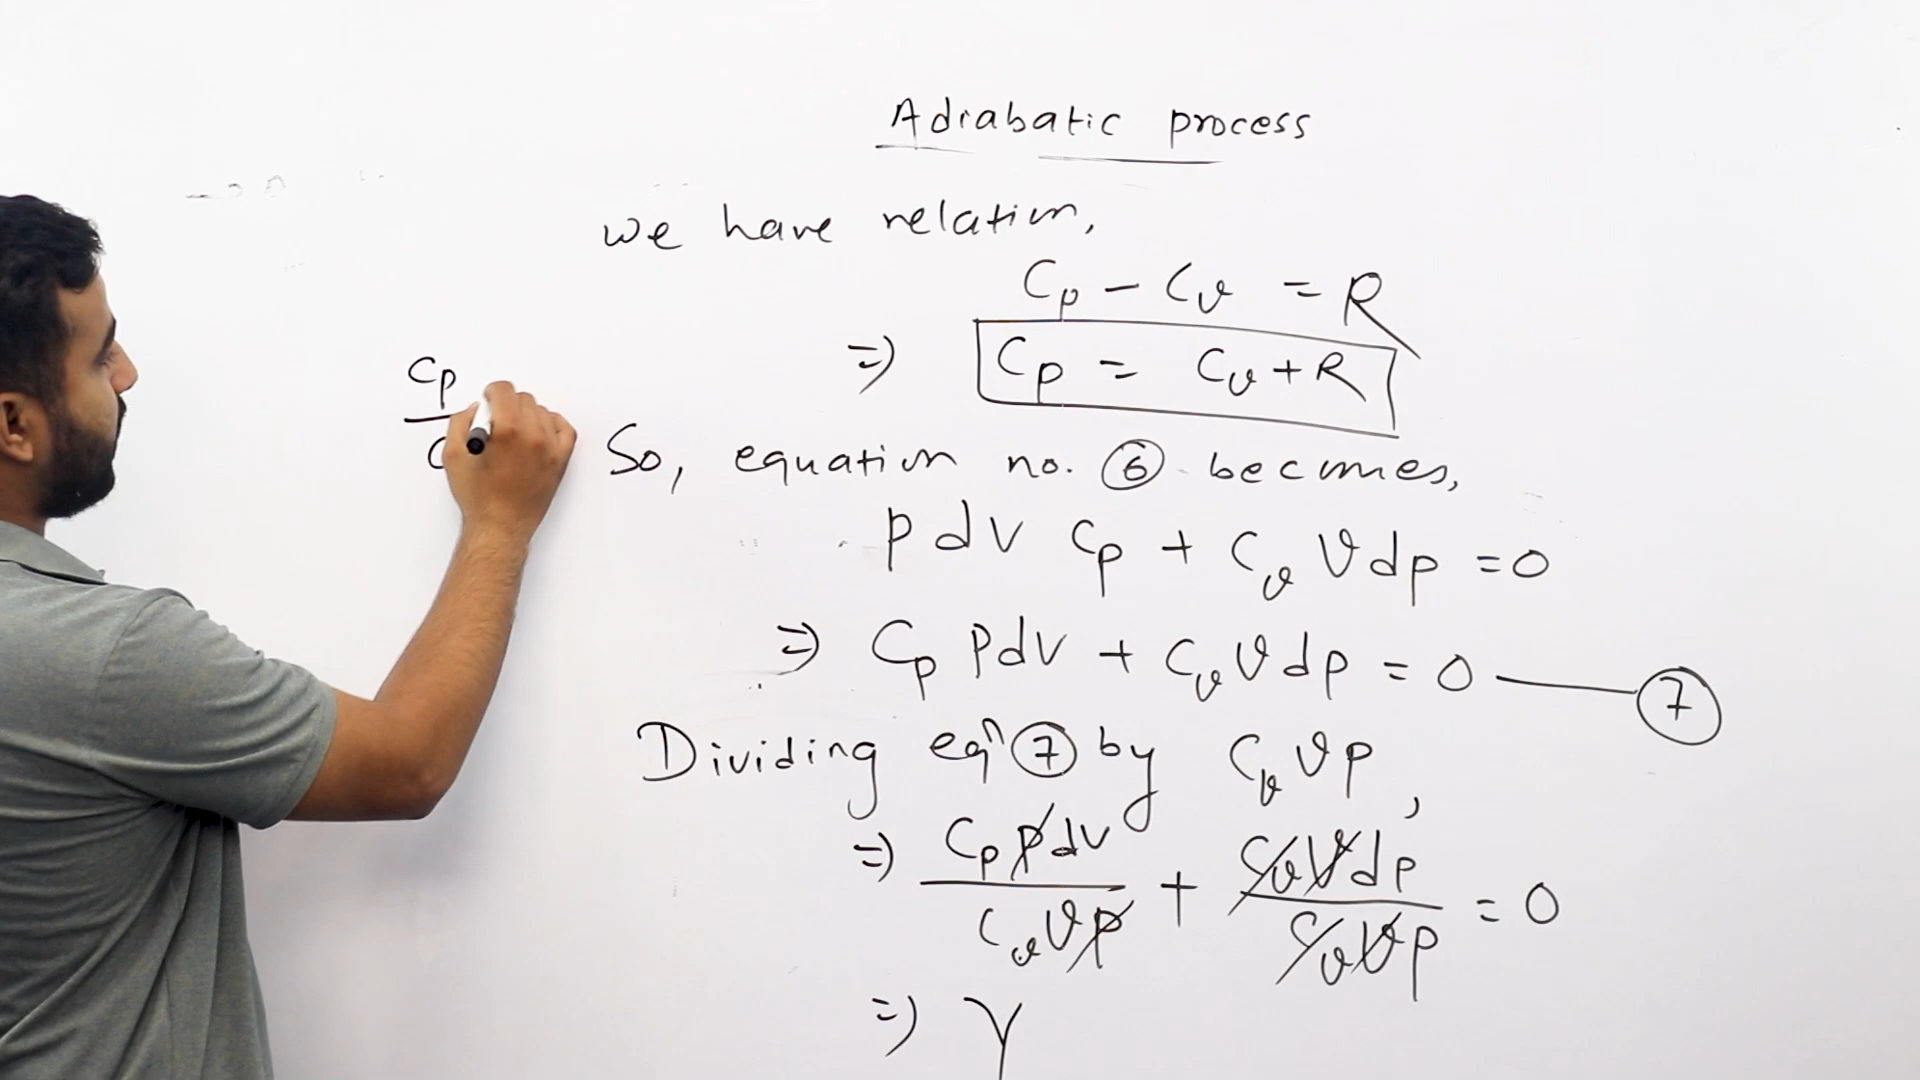 Adiabatic process
we have relation,
Cp - Cv = R
=> Cp = Cv + R
So, equation no. ⑥ becomes,
p dv Cp + Cv V dp = 0
=> Cp p dv + Cv V dp = 0 — ⑦
Dividing eqⁿ ⑦ by Cv V p,
=> Cp p dv / Cv V p + Cv V dp / Cv V p = 0
=> γ
Cp